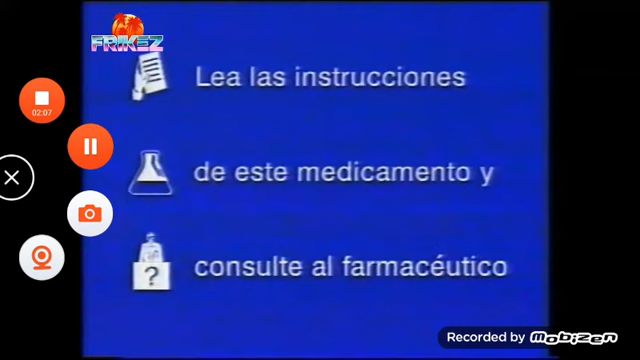 FRIKEZ
Lea las instrucciones
02:07
de este medicamento y
?
consulte al farmacéutico
Recorded by Mobizen